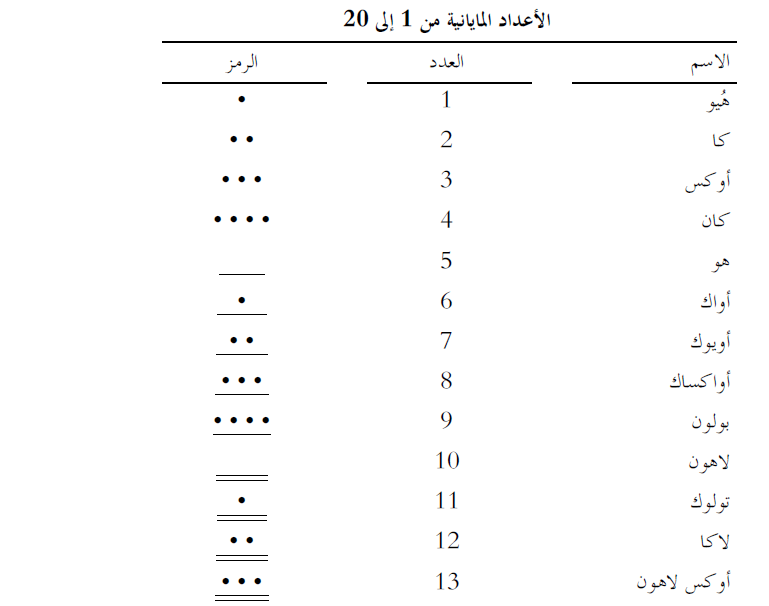 الأعداد المايانية من 1 إلى 20
الاسم العدد الرمز
هُيو 1 •
كا 2 ••
أوكس 3 •••
كان 4 ••••
هو 5
أواك 6 •
أويوك 7 ••
أواكساك 8 •••
بولون 9 ••••
لاهون 10
تولوك 11 •
لاكا 12 ••
أوكس لاهون 13 •••